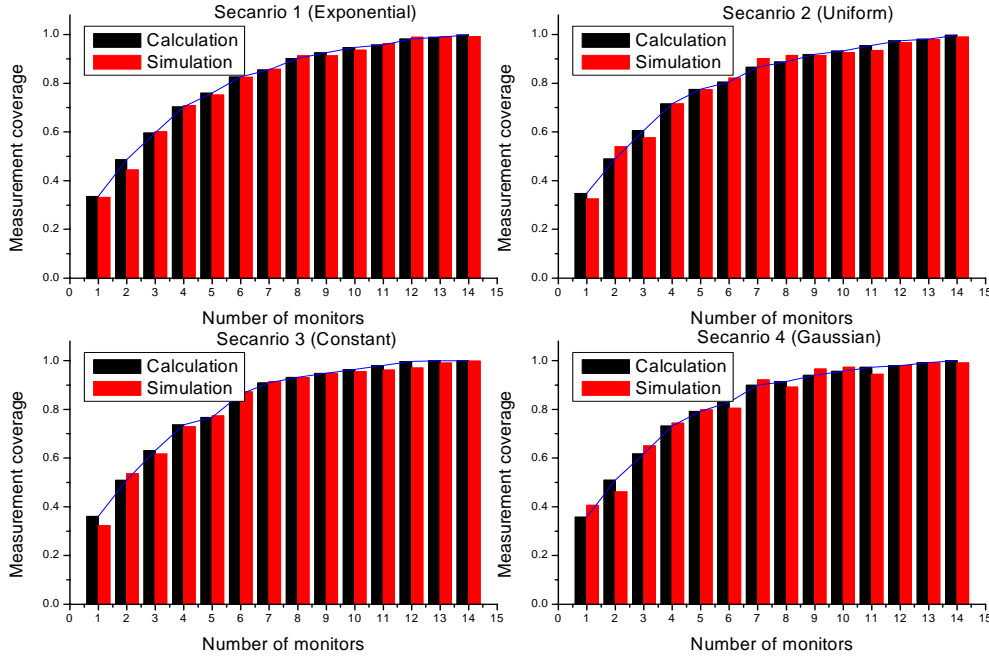 Secanrio 1 (Exponential)
Calculation
Simulation
Measurement coverage
1.0
0.8
0.6
0.4
0.2
0.0
0 1 2 3 4 5 6 7 8 9 10 11 12 13 14 15
Number of monitors
Secanrio 2 (Uniform)
Calculation
Simulation
Measurement coverage
1.0
0.8
0.6
0.4
0.2
0.0
0 1 2 3 4 5 6 7 8 9 10 11 12 13 14 15
Number of monitors
Secanrio 3 (Constant)
Calculation
Simulation
Measurement coverage
1.0
0.8
0.6
0.4
0.2
0.0
0 1 2 3 4 5 6 7 8 9 10 11 12 13 14 15
Number of monitors
Secanrio 4 (Gaussian)
Calculation
Simulation
Measurement coverage
1.0
0.8
0.6
0.4
0.2
0.0
0 1 2 3 4 5 6 7 8 9 10 11 12 13 14 15
Number of monitors